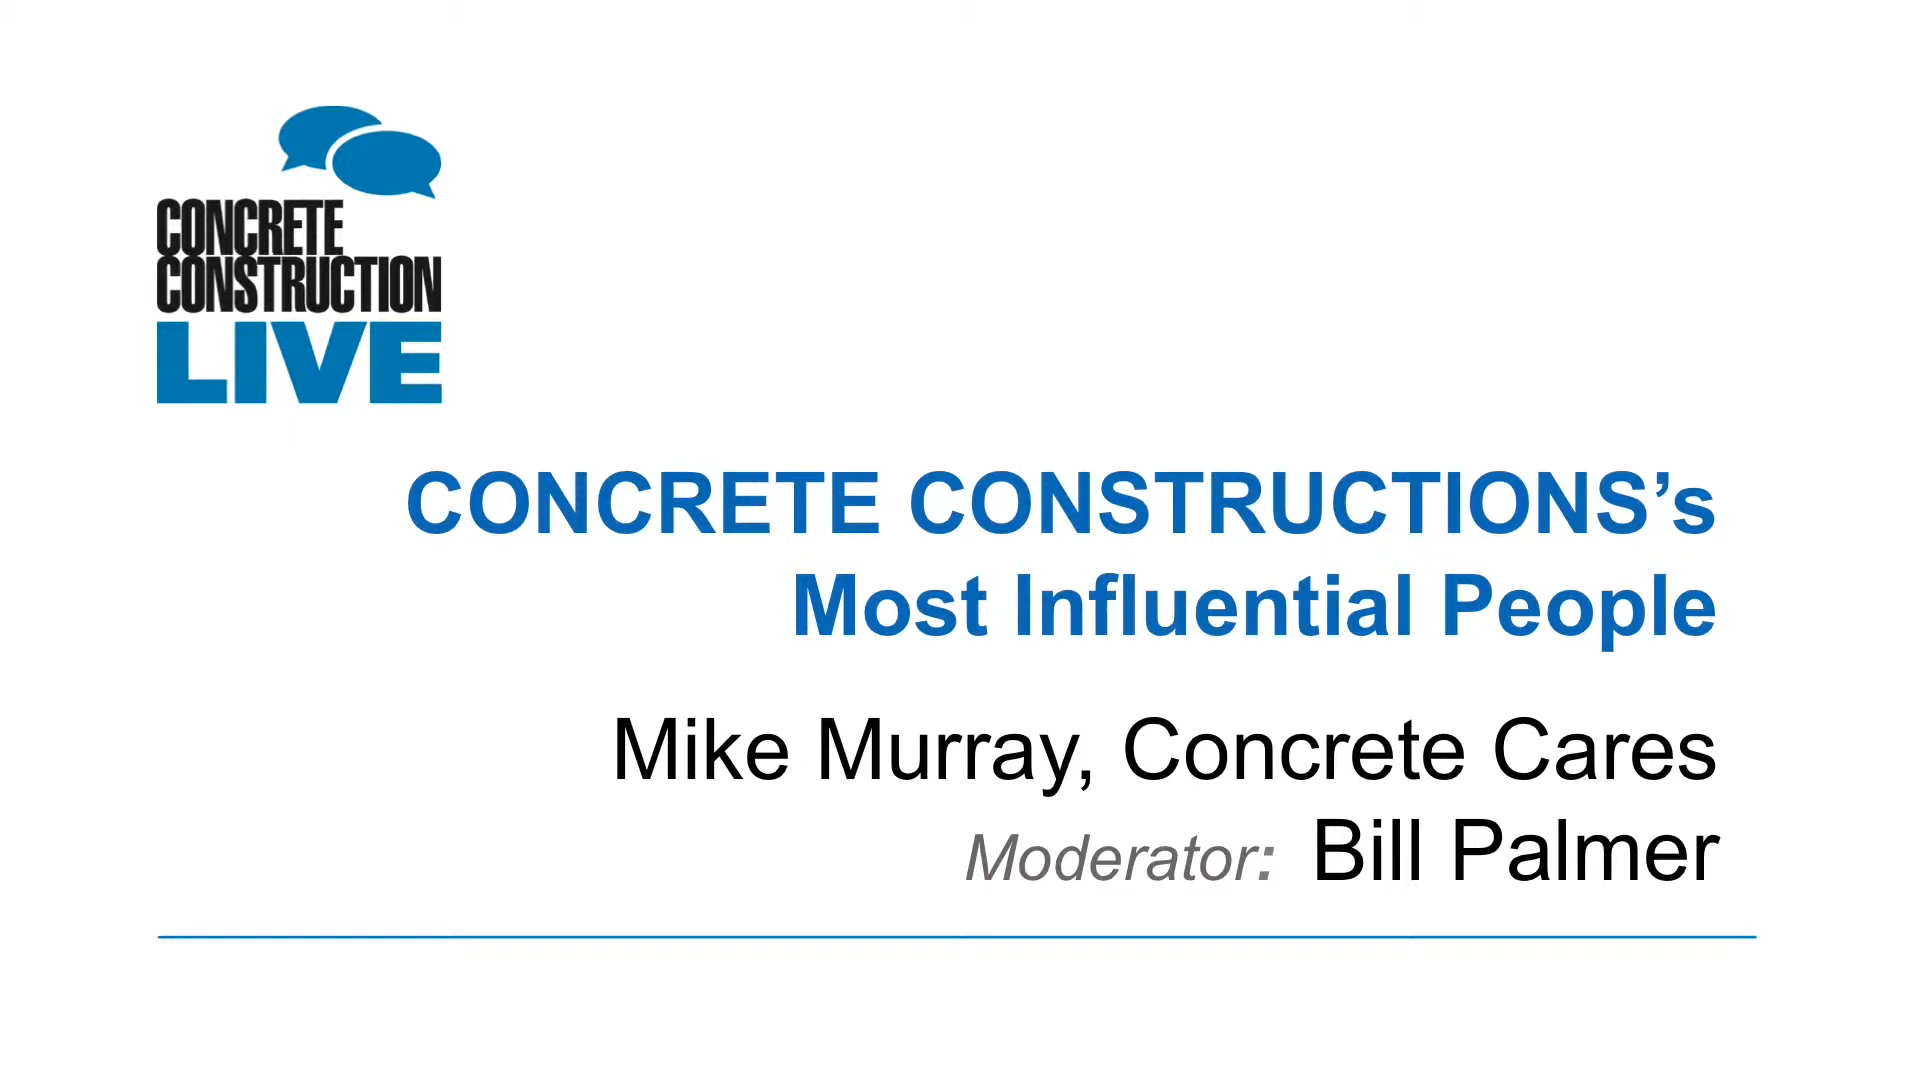 CONCRETE
CONSTRUCTION
LIVE
CONCRETE CONSTRUCTIONS’s
Most Influential People
Mike Murray, Concrete Cares
Moderator: Bill Palmer